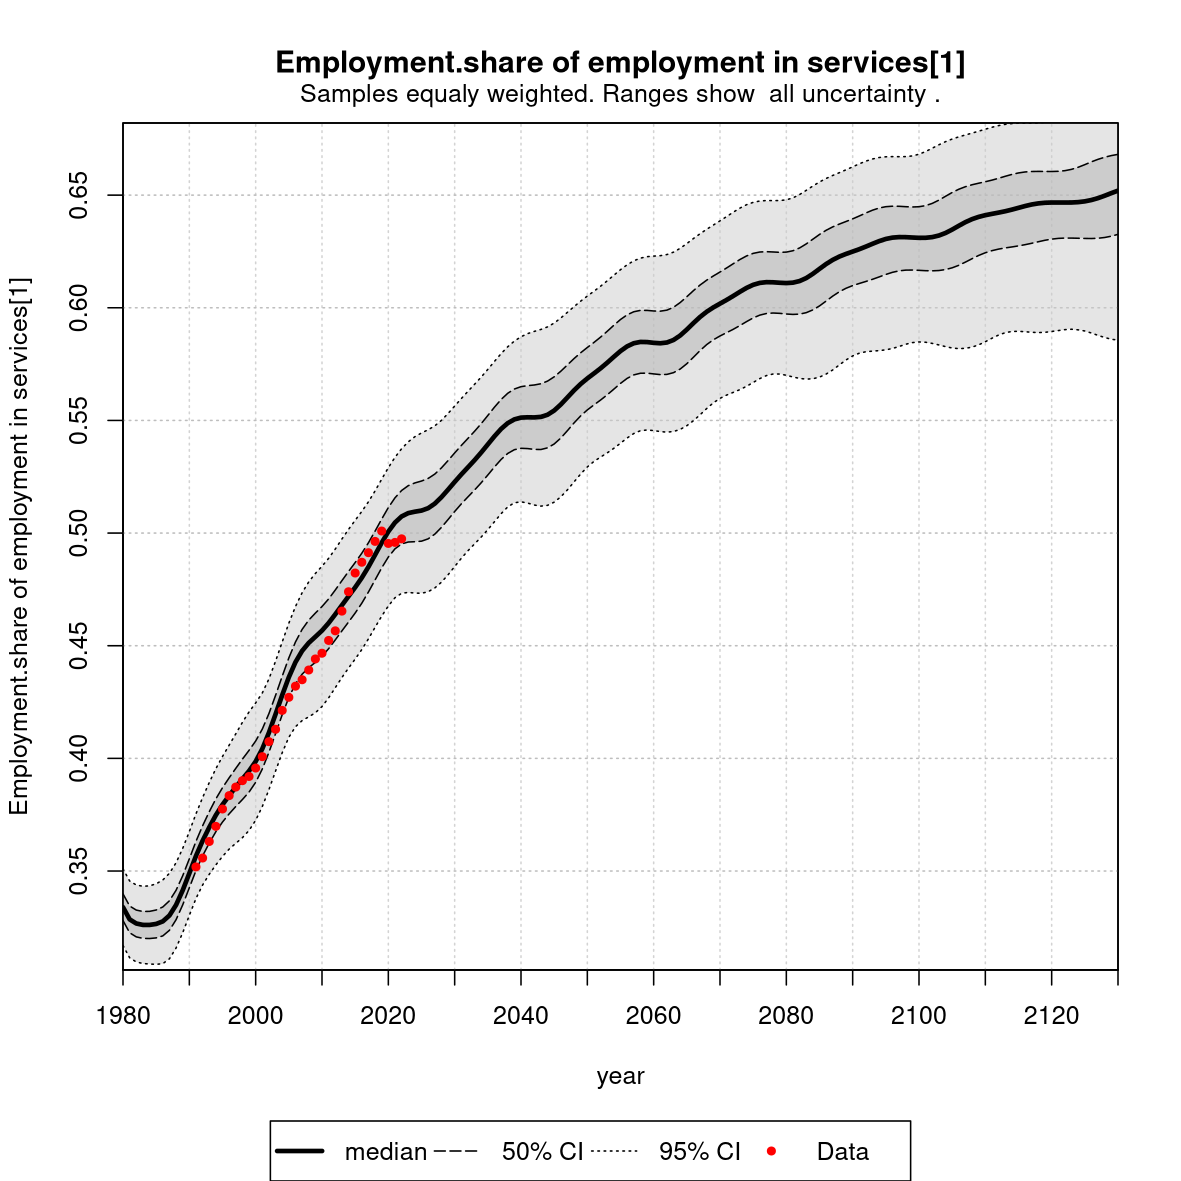 Employment.share of employment in services[1]
Samples equaly weighted. Ranges show  all uncertainty .
Employment.share of employment in services[1]
0.65
0.60
0.55
0.50
0.45
0.40
0.35
1980 2000 2020 2040 2060 2080 2100 2120
year
median 50% CI 95% CI Data